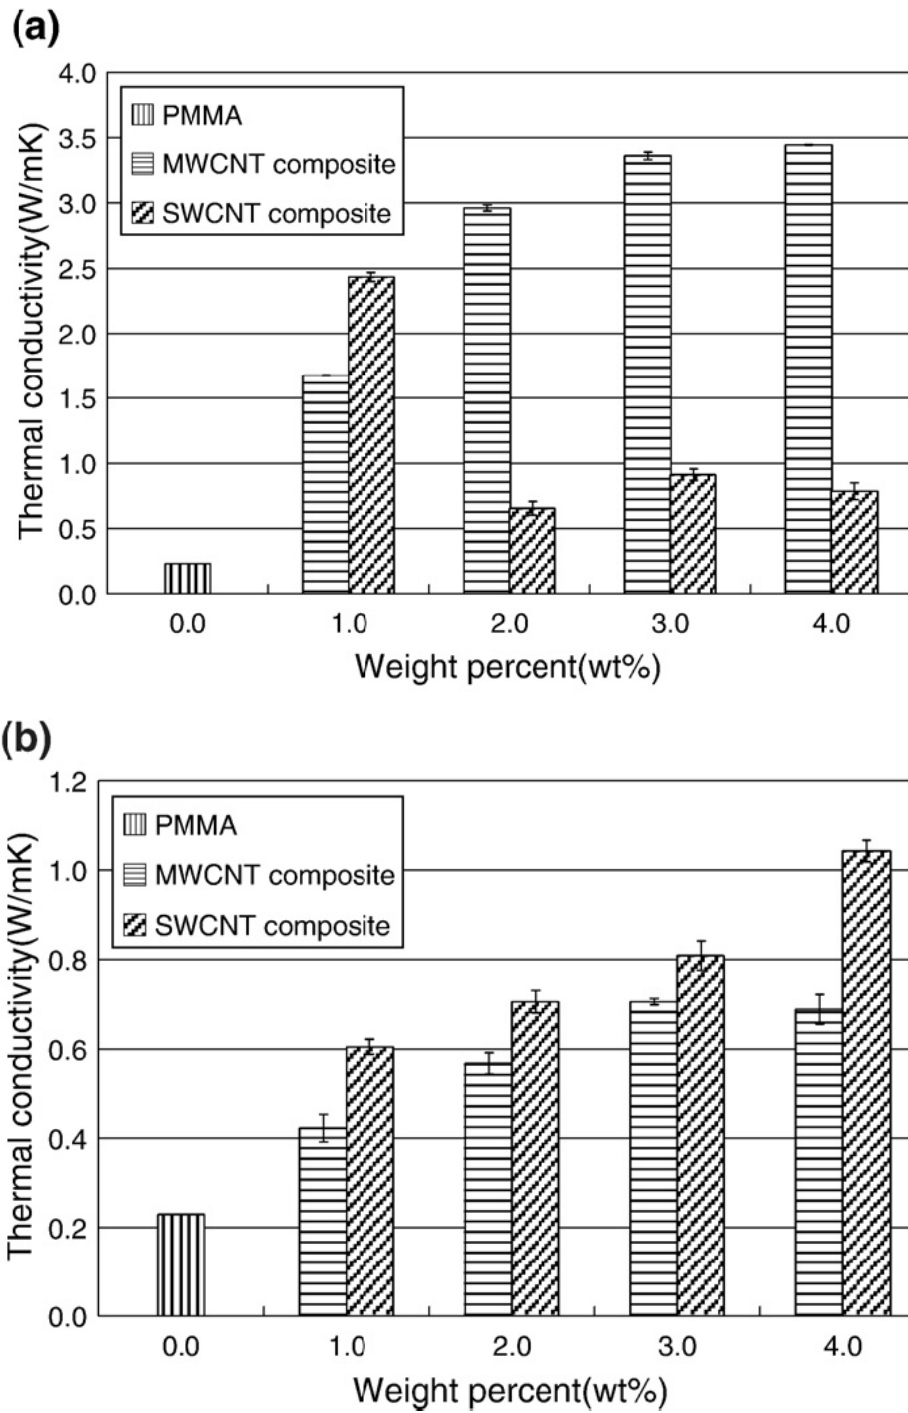 (a)
4.0
3.5
3.0
2.5
2.0
1.5
1.0
0.5
0.0
Thermal conductivity(W/mK)
PMMA
MWCNT composite
SWCNT composite
0.0 1.0 2.0 3.0 4.0
Weight percent(wt%)
(b)
1.2
1.0
0.8
0.6
0.4
0.2
0.0
Thermal conductivity(W/mK)
PMMA
MWCNT composite
SWCNT composite
0.0 1.0 2.0 3.0 4.0
Weight percent(wt%)